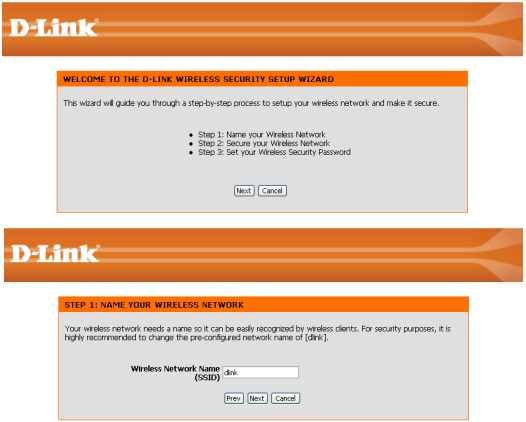 D-Link
WELCOME TO THE D-LINK WIRELESS SECURITY SETUP WIZARD
This wizard will guide you through a step-by-step process to setup your wireless network and make it secure.
• Step 1: Name your Wireless Network
• Step 2: Secure your Wireless Network
• Step 3: Set your Wireless Security Password
Next Cancel
D-Link
STEP 1: NAME YOUR WIRELESS NETWORK
Your wireless network needs a name so it can be easily recognized by wireless clients. For security purposes, it is
highly recommended to change the pre-configured network name of [dlink].
Wireless Network Name
(SSID)
dlink
Prev Next Cancel